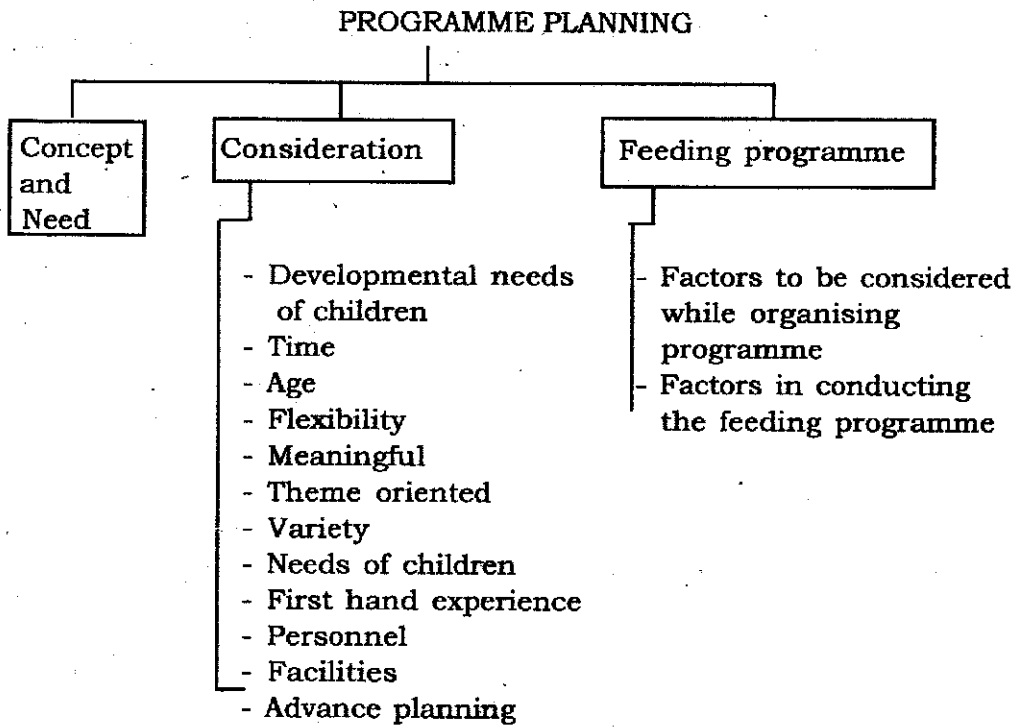 PROGRAMME PLANNING
Concept
and
Need
Consideration
- Developmental needs
of children
- Time
- Age
- Flexibility
- Meaningful
- Theme oriented
- Variety
- Needs of children
- First hand experience
- Personnel
- Facilities
- Advance planning
Feeding programme
- Factors to be considered
while organising
programme
- Factors in conducting
the feeding programme